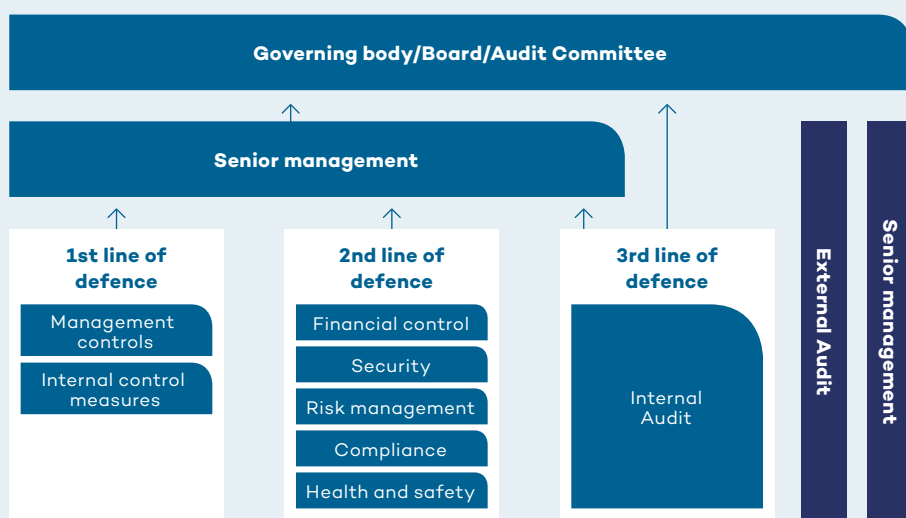 Governing body/Board/Audit Committee
Senior management
1st line of
defence
Management
controls
Internal control
measures
2nd line of
defence
Financial control
Security
Risk management
Compliance
Health and safety
3rd line of
defence
Internal
Audit
External Audit
Senior management